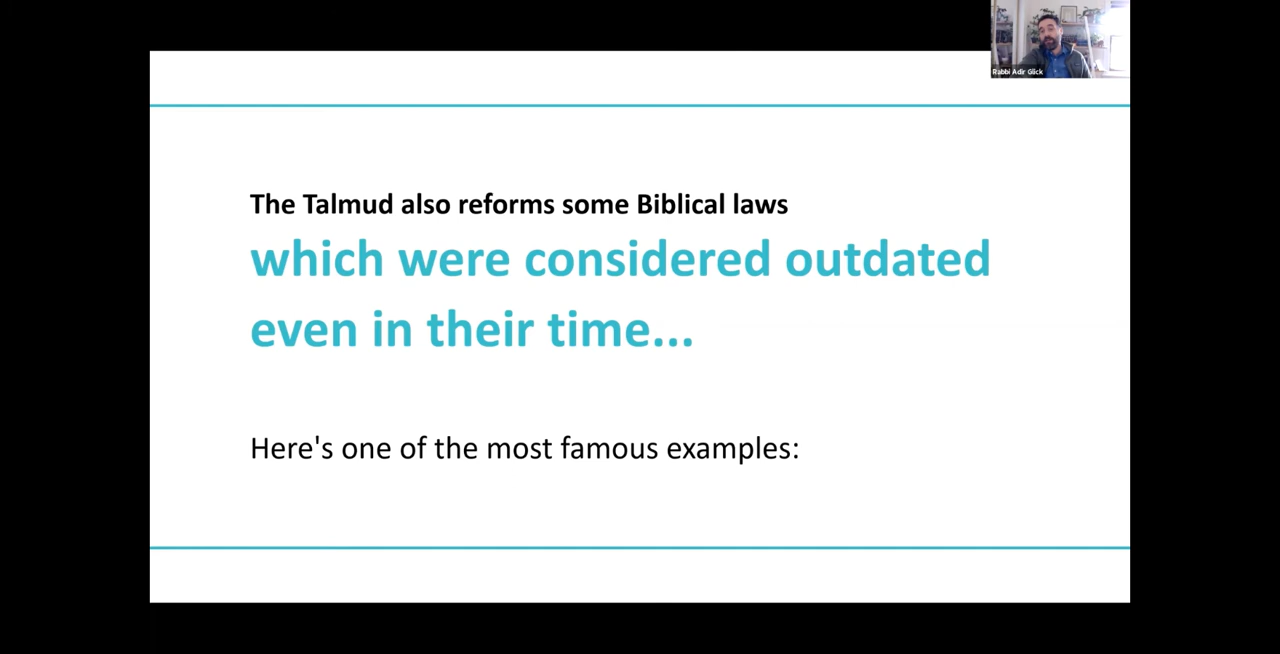 Rabbi Adir Glick
The Talmud also reforms some Biblical laws
which were considered outdated
even in their time...
Here's one of the most famous examples: